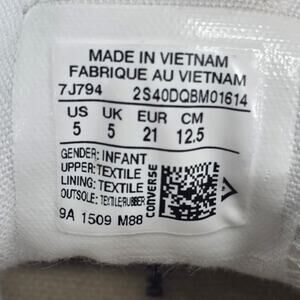 MADE IN VIETNAM
FABRIQUE AU VIETNAM
7J794 2S40DQBM01614
US UK EUR CM
5 5 21 12.5
GENDER: INFANT
UPPER: TEXTILE
LINING: TEXTILE
OUTSOLE: TEXTILE/RUBBER
9A 1509 M88
CONVERSE